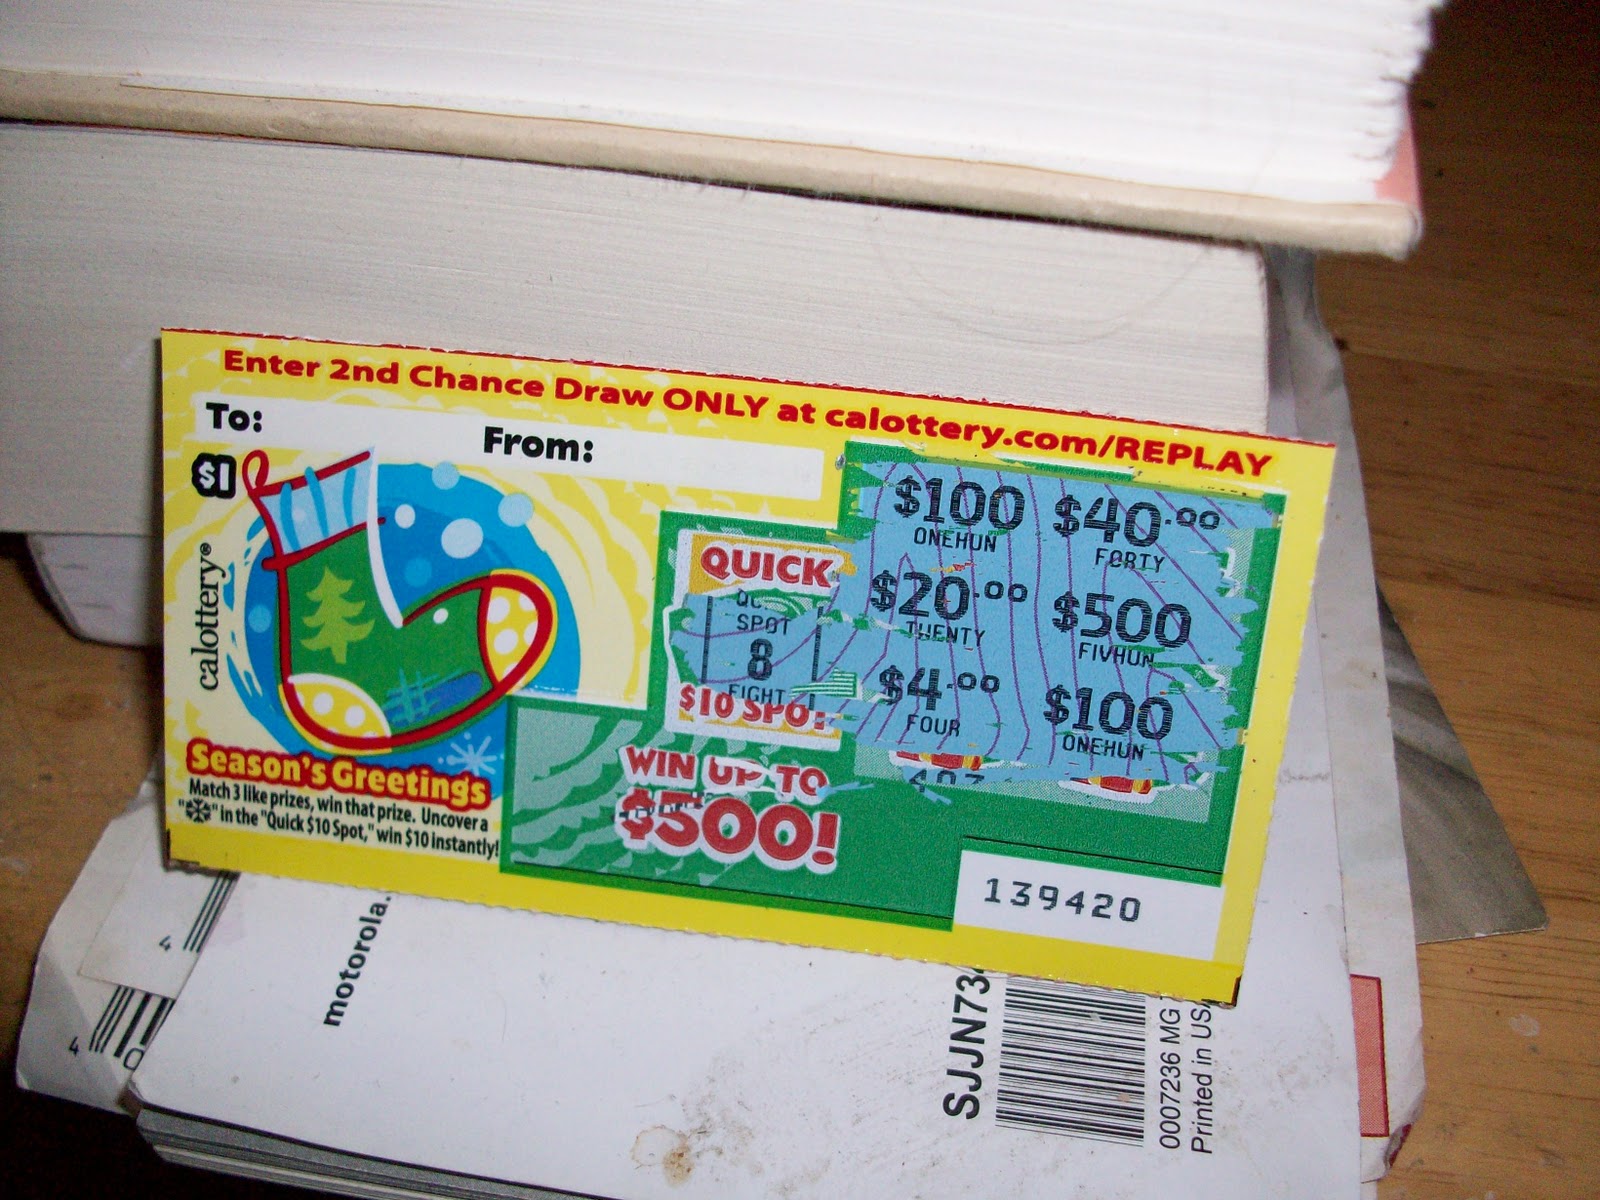 Enter 2nd Chance Draw ONLY at calottery.com/REPLAY
To:
From:
$1
calottery®
Season's Greetings
Match 3 like prizes, win that prize. Uncover a
"❄" in the "Quick $10 Spot," win $10 instantly!
QUICK
SPOT
8
EIGHT
$10 SPOT
WIN UP TO
$500!
$100
ONEHUN
$40.00
FORTY
$20.00
TWENTY
$500
FIVHUN
$4.00
FOUR
$100
ONEHUN
139420
motorola.
4
4
0
SJJN73
0007236 MG
Printed in USA